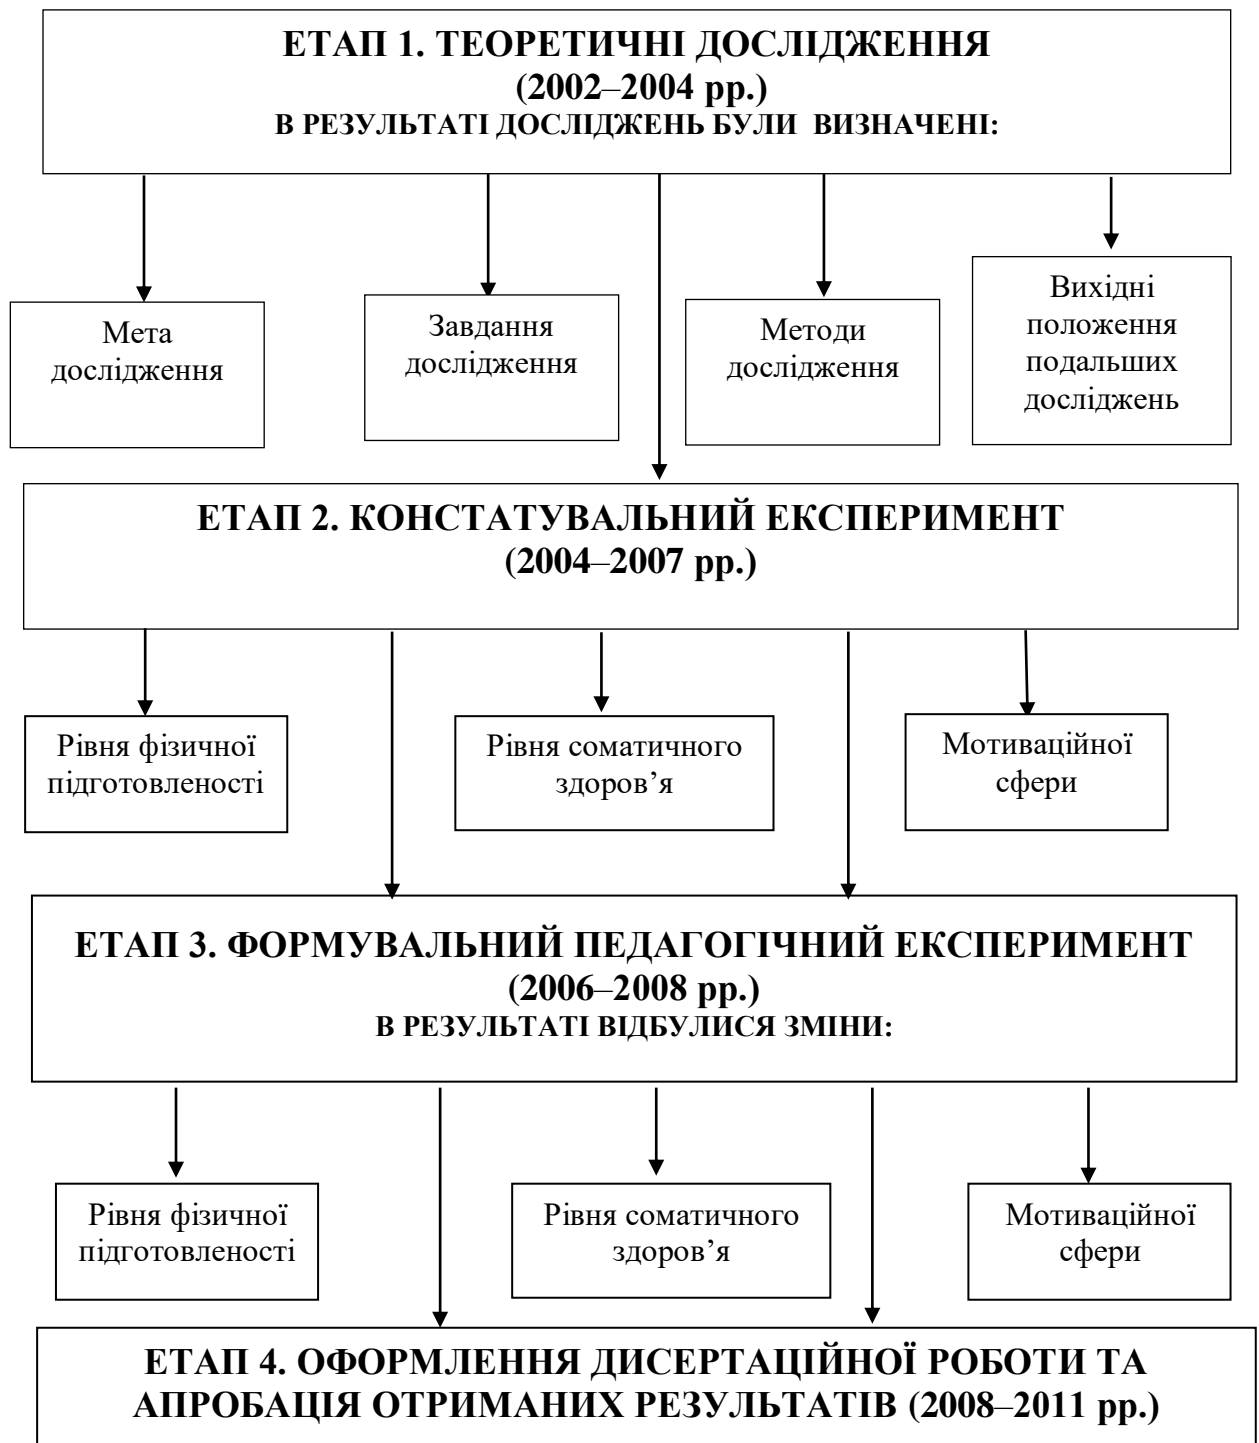 ЕТАП 1. ТЕОРЕТИЧНІ ДОСЛІДЖЕННЯ
(2002–2004 рр.)
В РЕЗУЛЬТАТІ ДОСЛІДЖЕНЬ БУЛИ ВИЗНАЧЕНІ:
Мета
дослідження
Завдання
дослідження
Методи
дослідження
Вихідні
положення
подальших
досліджень
ЕТАП 2. КОНСТАТУВАЛЬНИЙ ЕКСПЕРИМЕНТ
(2004–2007 рр.)
Рівня фізичної
підготовленості
Рівня соматичного
здоров’я
Мотиваційної
сфери
ЕТАП 3. ФОРМУВАЛЬНИЙ ПЕДАГОГІЧНИЙ ЕКСПЕРИМЕНТ
(2006–2008 рр.)
В РЕЗУЛЬТАТІ ВІДБУЛИСЯ ЗМІНИ:
Рівня фізичної
підготовленості
Рівня соматичного
здоров’я
Мотиваційної
сфери
ЕТАП 4. ОФОРМЛЕННЯ ДИСЕРТАЦІЙНОЇ РОБОТИ ТА
АПРОБАЦІЯ ОТРИМАНИХ РЕЗУЛЬТАТІВ (2008–2011 рр.)